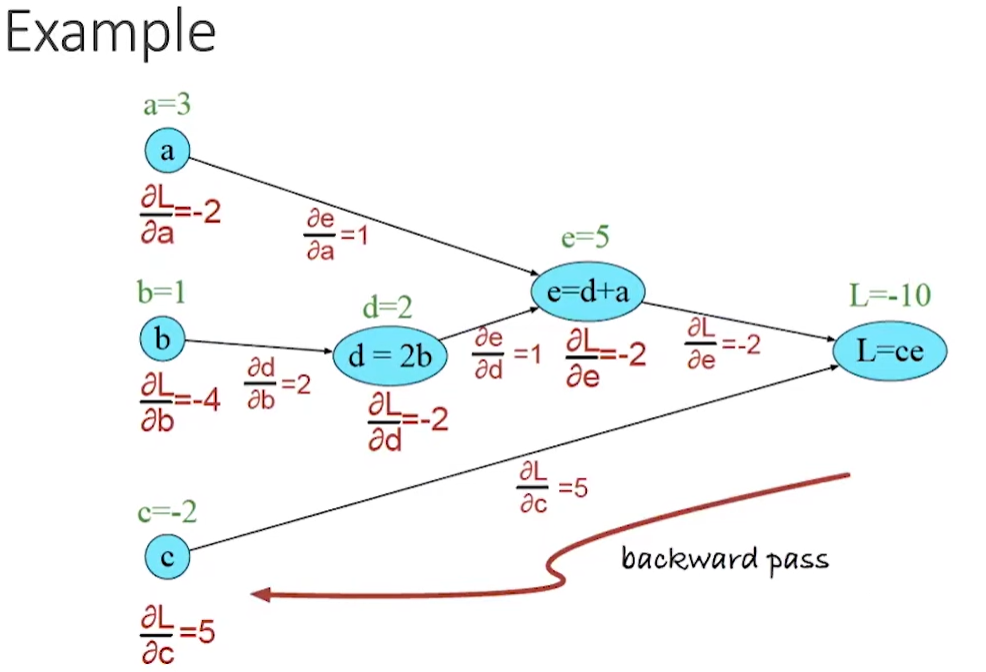 Example
a=3
a
∂L/∂a=-2
∂e/∂a=1
e=5
e=d+a
b=1
b
d=2
d = 2b
L=-10
L=ce
∂L/∂b=-4
∂d/∂b=2
∂L/∂d=-2
∂e/∂d=1
∂L/∂e=-2
∂L/∂e=-2
∂L/∂c=5
c=-2
c
backward pass
∂L/∂c=5